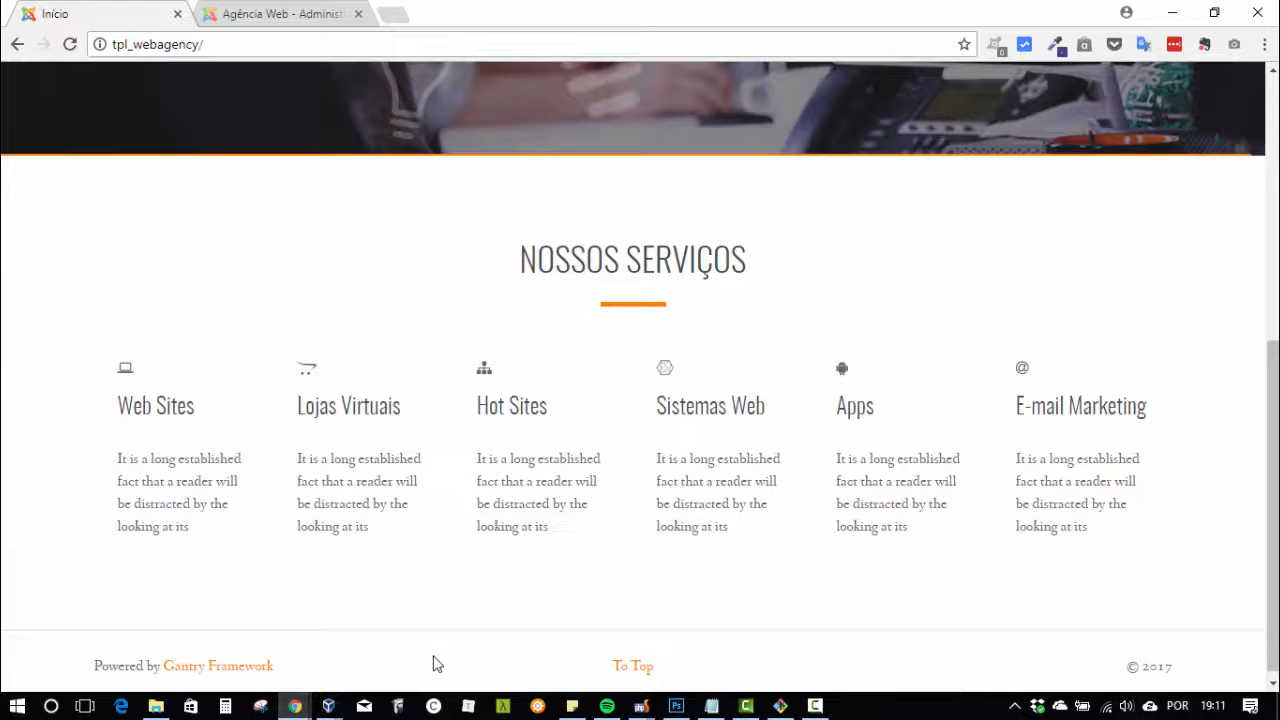 Início
Agência Web - Administ
tpl_webagency/
NOSSOS SERVIÇOS
Web Sites
It is a long established
fact that a reader will
be distracted by the
looking at its
Lojas Virtuais
It is a long established
fact that a reader will
be distracted by the
looking at its
Hot Sites
It is a long established
fact that a reader will
be distracted by the
looking at its
Sistemas Web
It is a long established
fact that a reader will
be distracted by the
looking at its
Apps
It is a long established
fact that a reader will
be distracted by the
looking at its
E-mail Marketing
It is a long established
fact that a reader will
be distracted by the
looking at its
Powered by Gantry Framework
To Top
© 2017
POR
19:11